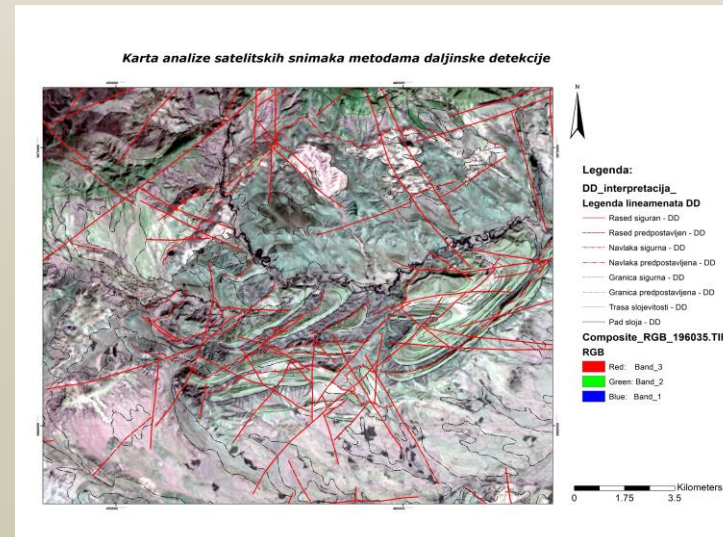 Karta analize satelitskih snimaka metodama daljinske detekcije
N
Legenda:
DD_interpretacija_
Legenda lineamenata DD
Rased siguran - DD
Rased predpostavljen - DD
Navlaka sigurna - DD
Navlaka predpostavljena - DD
Granica sigurna - DD
Granica predpostavljena - DD
Trasa slojevitosti - DD
Pad sloja - DD
Composite_RGB_196035.TIF
RGB
Red: Band_3
Green: Band_2
Blue: Band_1
Kilometers
0 1.75 3.5